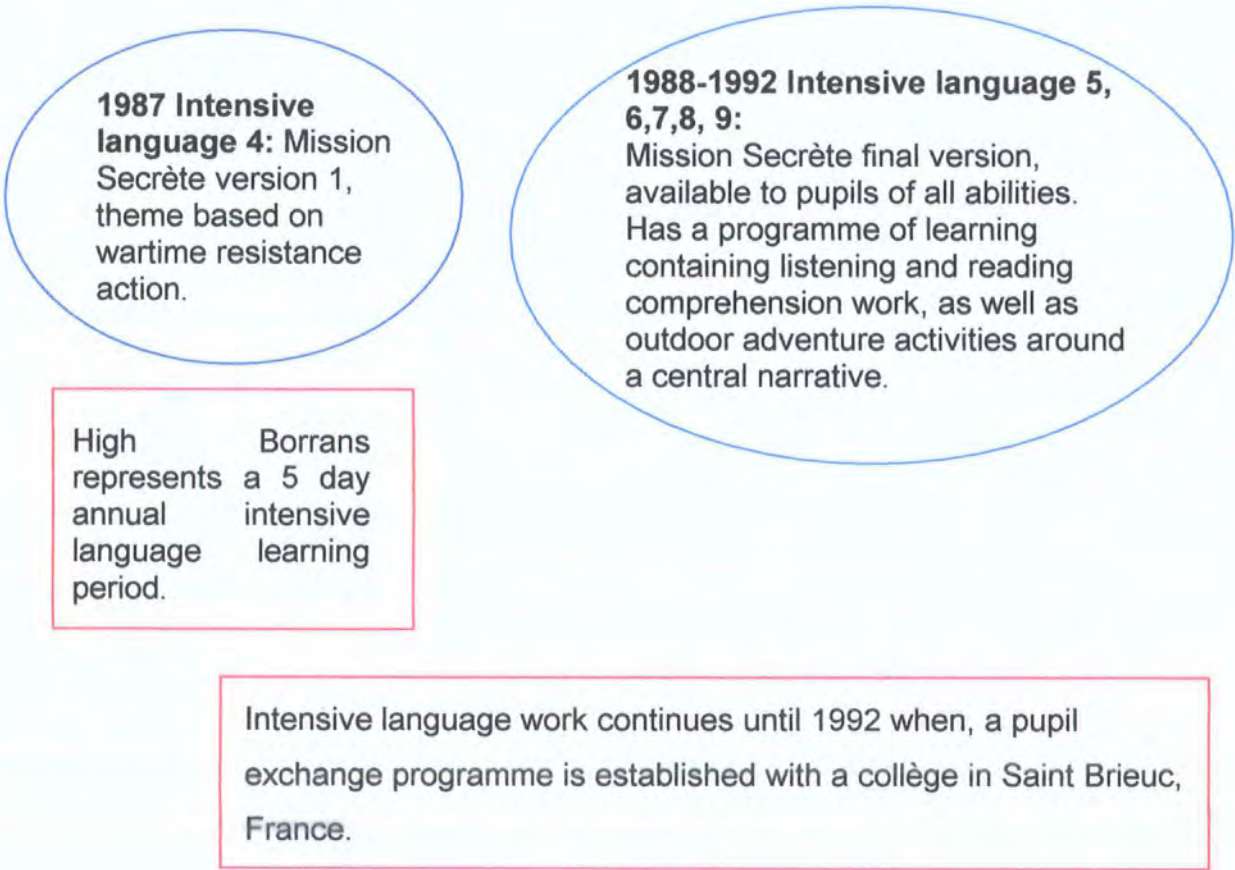 1987 Intensive
language 4: Mission
Secrète version 1,
theme based on
wartime resistance
action.
1988-1992 Intensive language 5,
6,7,8, 9:
Mission Secrète final version,
available to pupils of all abilities.
Has a programme of learning
containing listening and reading
comprehension work, as well as
outdoor adventure activities around
a central narrative.
High Borrans
represents a 5 day
annual intensive
language learning
period.
Intensive language work continues until 1992 when, a pupil
exchange programme is established with a collège in Saint Brieuc,
France.